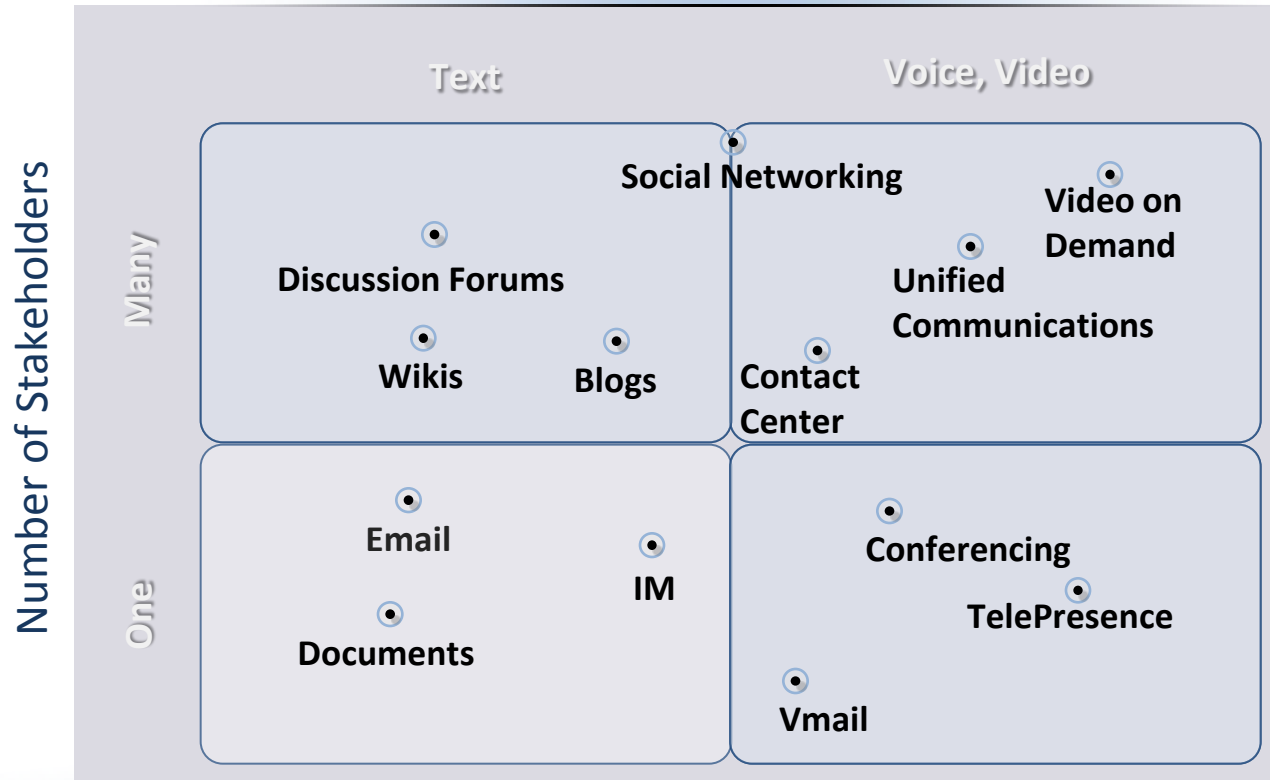 Text
Voice, Video
Number of Stakeholders
Many
One
Social Networking
Video on
Demand
Discussion Forums
Unified
Communications
Wikis
Blogs
Contact
Center
Email
IM
Documents
Conferencing
TelePresence
Vmail